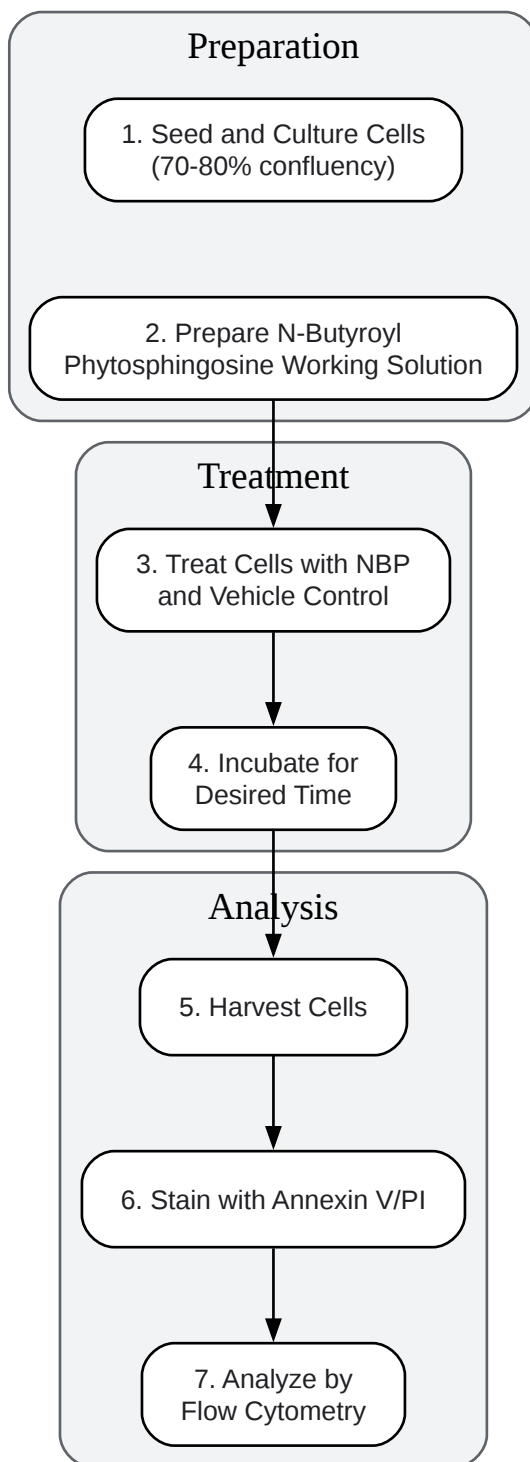 Preparation
1. Seed and Culture Cells
(70-80% confluency)
2. Prepare N-Butyroyl
Phytosphingosine Working Solution
Treatment
3. Treat Cells with NBP
and Vehicle Control
4. Incubate for
Desired Time
Analysis
5. Harvest Cells
6. Stain with Annexin V/PI
7. Analyze by
Flow Cytometry